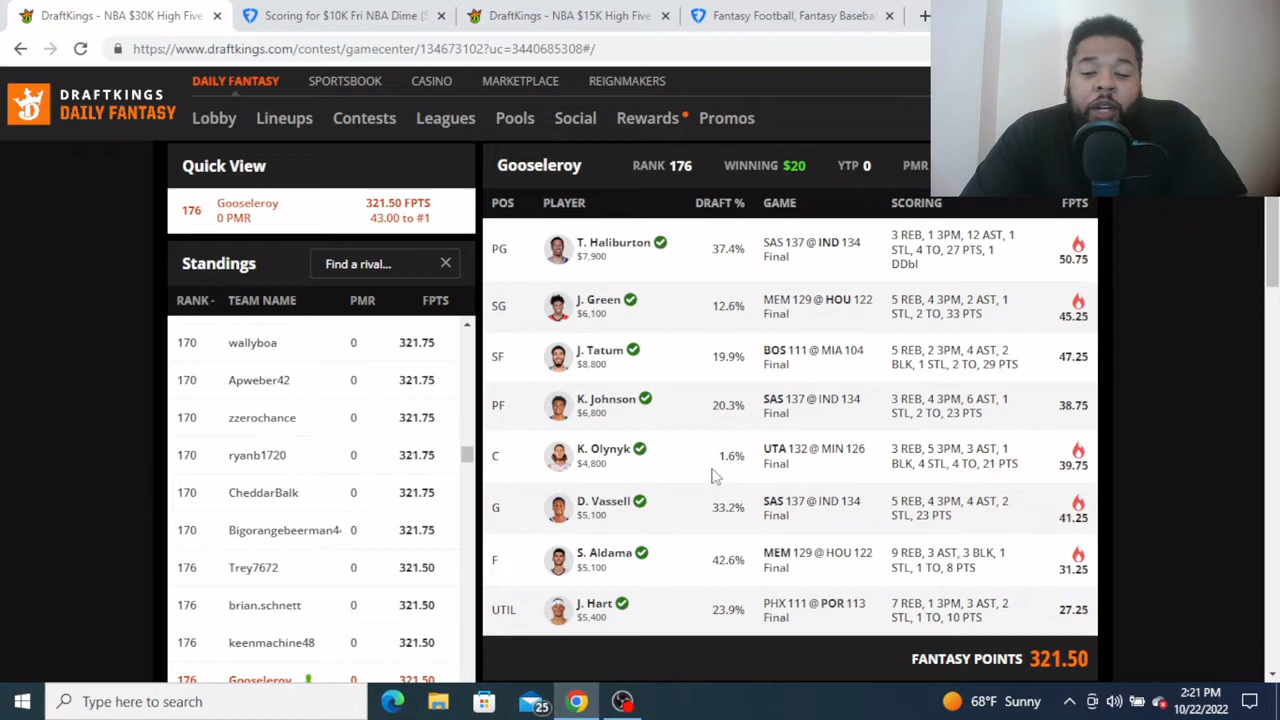 DraftKings - NBA $30K High Five
Scoring for $10K Fri NBA Dime (S
DraftKings - NBA $15K High Five
Fantasy Football, Fantasy Baseba
https://www.draftkings.com/contest/gamecenter/134673102?uc=3440685308#/
DRAFTKINGS
DAILY FANTASY
DAILY FANTASY SPORTSBOOK CASINO MARKETPLACE REIGNMAKERS
Lobby Lineups Contests Leagues Pools Social Rewards Promos
Quick View
176 Gooseleroy 321.50 FPTS
0 PMR 43.00 to #1
Standings Find a rival...
RANK TEAM NAME PMR FPTS
170 wallyboa 0 321.75
170 Apweber42 0 321.75
170 zzerochance 0 321.75
170 ryanb1720 0 321.75
170 CheddarBalk 0 321.75
170 Bigorangebeerman4 0 321.75
176 Trey7672 0 321.50
176 brian.schnett 0 321.50
176 keenmachine48 0 321.50
176 Gooseleroy 0 321.50
Gooseleroy RANK 176 WINNING $20 YTP 0 PMR
POS PLAYER DRAFT % GAME SCORING FPTS
PG T. Haliburton $7,900 37.4% SAS 137 @ IND 134 Final 3 REB, 1 3PM, 12 AST, 1 STL, 4 TO, 27 PTS, 1 DDbl 50.75
SG J. Green $6,100 12.6% MEM 129 @ HOU 122 Final 5 REB, 4 3PM, 2 AST, 1 STL, 2 TO, 33 PTS 45.25
SF J. Tatum $8,800 19.9% BOS 111 @ MIA 104 Final 5 REB, 2 3PM, 4 AST, 2 BLK, 1 STL, 2 TO, 29 PTS 47.25
PF K. Johnson $6,800 20.3% SAS 137 @ IND 134 Final 3 REB, 4 3PM, 6 AST, 1 STL, 2 TO, 23 PTS 38.75
C K. Olynyk $4,800 1.6% UTA 132 @ MIN 126 Final 3 REB, 5 3PM, 3 AST, 1 BLK, 4 STL, 4 TO, 21 PTS 39.75
G D. Vassell $5,100 33.2% SAS 137 @ IND 134 Final 5 REB, 4 3PM, 4 AST, 2 STL, 23 PTS 41.25
F S. Aldama $5,100 42.6% MEM 129 @ HOU 122 Final 9 REB, 3 AST, 3 BLK, 1 STL, 1 TO, 8 PTS 31.25
UTIL J. Hart $5,400 23.9% PHX 111 @ POR 113 Final 7 REB, 1 3PM, 3 AST, 2 STL, 1 TO, 10 PTS 27.25
FANTASY POINTS 321.50
Type here to search
25
68°F Sunny
2:21 PM
10/22/2022